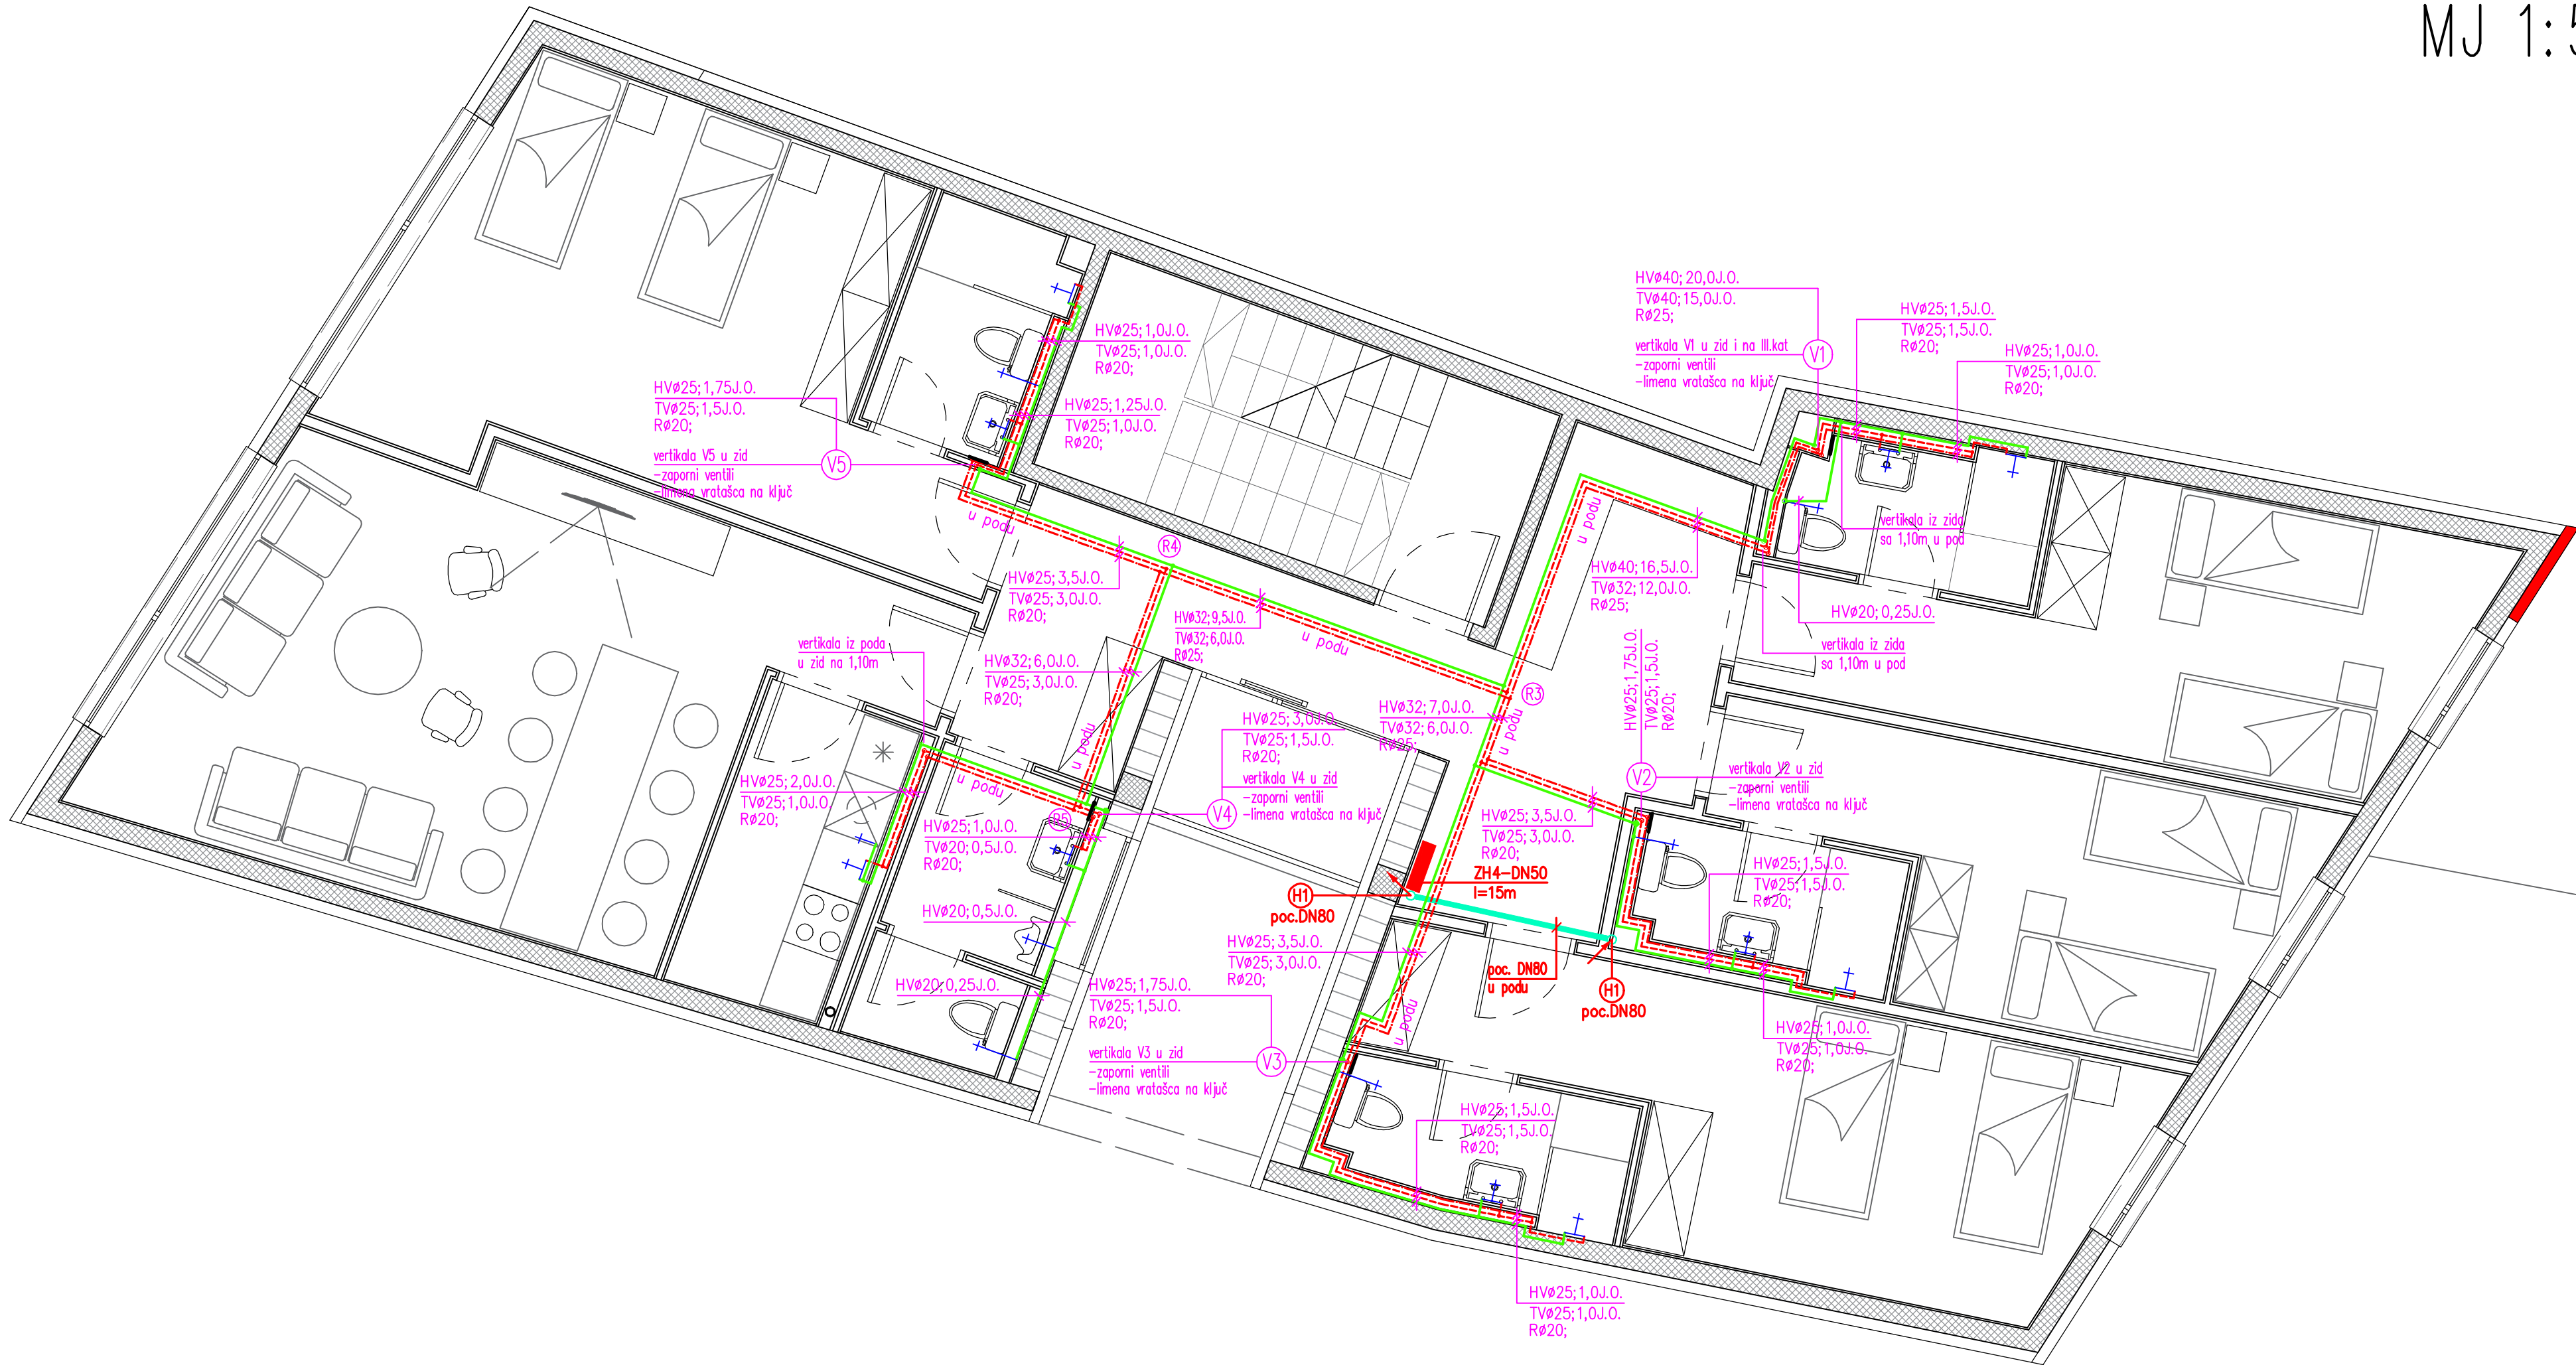 MJ 1:5
HVø40; 20,0J.O.
TVø40; 15,0J.O.
Rø25;
vertikala V1 u zid i na III.kat
-zaporni ventili
-limena vratašca na ključ
V1
HVø25; 1,5J.O.
TVø25; 1,5J.O.
Rø20;
HVø25; 1,0J.O.
TVø25; 1,0J.O.
Rø20;
HVø25; 1,0J.O.
TVø25; 1,0J.O.
Rø20;
HVø25; 1,75J.O.
TVø25; 1,5J.O.
Rø20;
vertikala V5 u zid
-zaporni ventili
-limena vratašca na ključ
V5
HVø25; 1,25J.O.
TVø25; 1,0J.O.
Rø20;
u podu
R4
u podu
vertikala iz zida
sa 1,10m u pod
HVø25; 3,5J.O.
TVø25; 3,0J.O.
Rø20;
HVø40; 16,5J.O.
TVø32; 12,0J.O.
Rø25;
HVø20; 0,25J.O.
HVø32; 9,5J.O.
TVø32; 6,0J.O.
Rø25;
u podu
vertikala iz zida
sa 1,10m u pod
vertikala iz poda
u zid na 1,10m
HVø32; 6,0J.O.
TVø25; 3,0J.O.
Rø20;
HVø25; 1,75J.O.
TVø25; 1,5J.O.
Rø20;
R3
HVø32; 7,0J.O.
TVø32; 6,0J.O.
Rø25;
u podu
HVø25; 3,0J.O.
TVø25; 1,5J.O.
Rø20;
vertikala V4 u zid
-zaporni ventili
-limena vratašca na ključ
V4
u podu
u podu
V2
vertikala V2 u zid
-zaporni ventili
-limena vratašca na ključ
HVø25; 2,0J.O.
TVø25; 1,0J.O.
Rø20;
R5
HVø25; 1,0J.O.
TVø20; 0,5J.O.
Rø20;
HVø25; 3,5J.O.
TVø25; 3,0J.O.
Rø20;
ZH4-DN50
l=15m
H1
poc.DN80
HVø25; 1,5J.O.
TVø25; 1,5J.O.
Rø20;
HVø20; 0,5J.O.
HVø25; 3,5J.O.
TVø25; 3,0J.O.
Rø20;
poc. DN80
u podu
H1
poc.DN80
HVø20; 0,25J.O.
HVø25; 1,75J.O.
TVø25; 1,5J.O.
Rø20;
vertikala V3 u zid
-zaporni ventili
-limena vratašca na ključ
V3
u podu
HVø25; 1,0J.O.
TVø25; 1,0J.O.
Rø20;
HVø25; 1,5J.O.
TVø25; 1,5J.O.
Rø20;
HVø25; 1,0J.O.
TVø25; 1,0J.O.
Rø20;